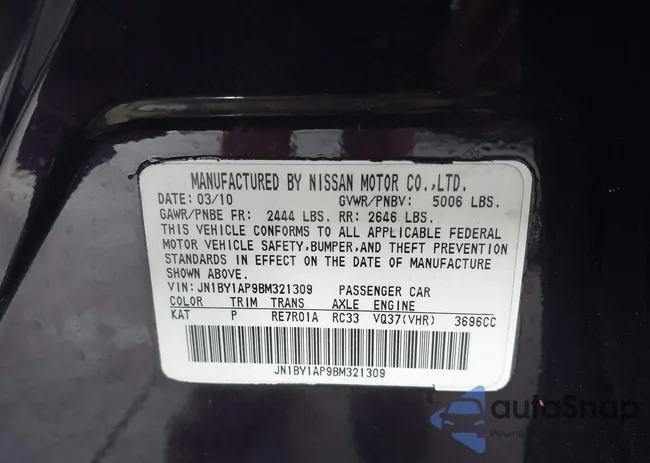 MANUFACTURED BY NISSAN MOTOR CO.,LTD.
DATE: 03/10 GVWR/PNBV: 5006 LBS.
GAWR/PNBE FR: 2444 LBS. RR: 2646 LBS.
THIS VEHICLE CONFORMS TO ALL APPLICABLE FEDERAL
MOTOR VEHICLE SAFETY,BUMPER,AND THEFT PREVENTION
STANDARDS IN EFFECT ON THE DATE OF MANUFACTURE
SHOWN ABOVE.
VIN: JN1BY1AP9BM321309 PASSENGER CAR
COLOR TRIM TRANS AXLE ENGINE
KAT P RE7R01A RC33 VQ37(VHR) 3696CC
JN1BY1AP9BM321309
autoSnap